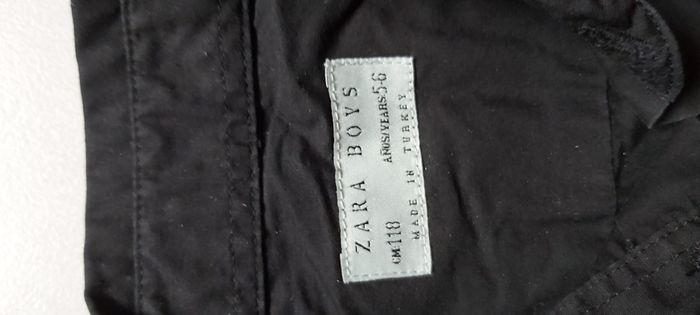 ZARA BOYS
CM:118 AÑOS/YEARS:5-6
MADE IN TURKEY